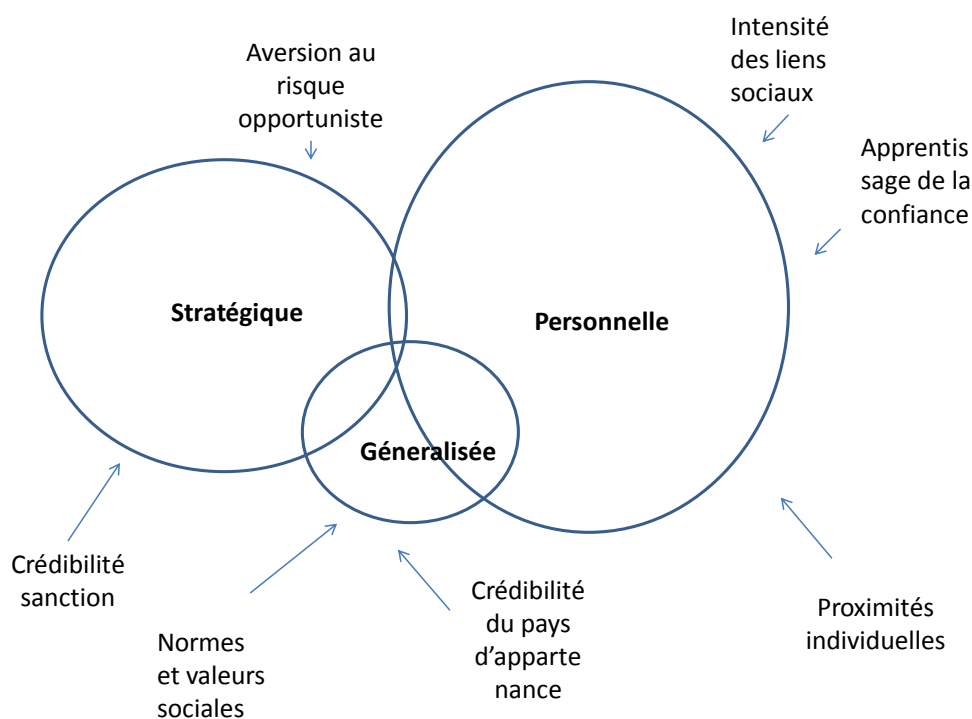 Intensité
des liens
sociaux
Aversion au
risque
opportuniste
Apprentis
sage de la
confiance
Stratégique
Personnelle
Géneralisée
Crédibilité
sanction
Normes
et valeurs
sociales
Crédibilité
du pays
d'apparte
nance
Proximités
individuelles